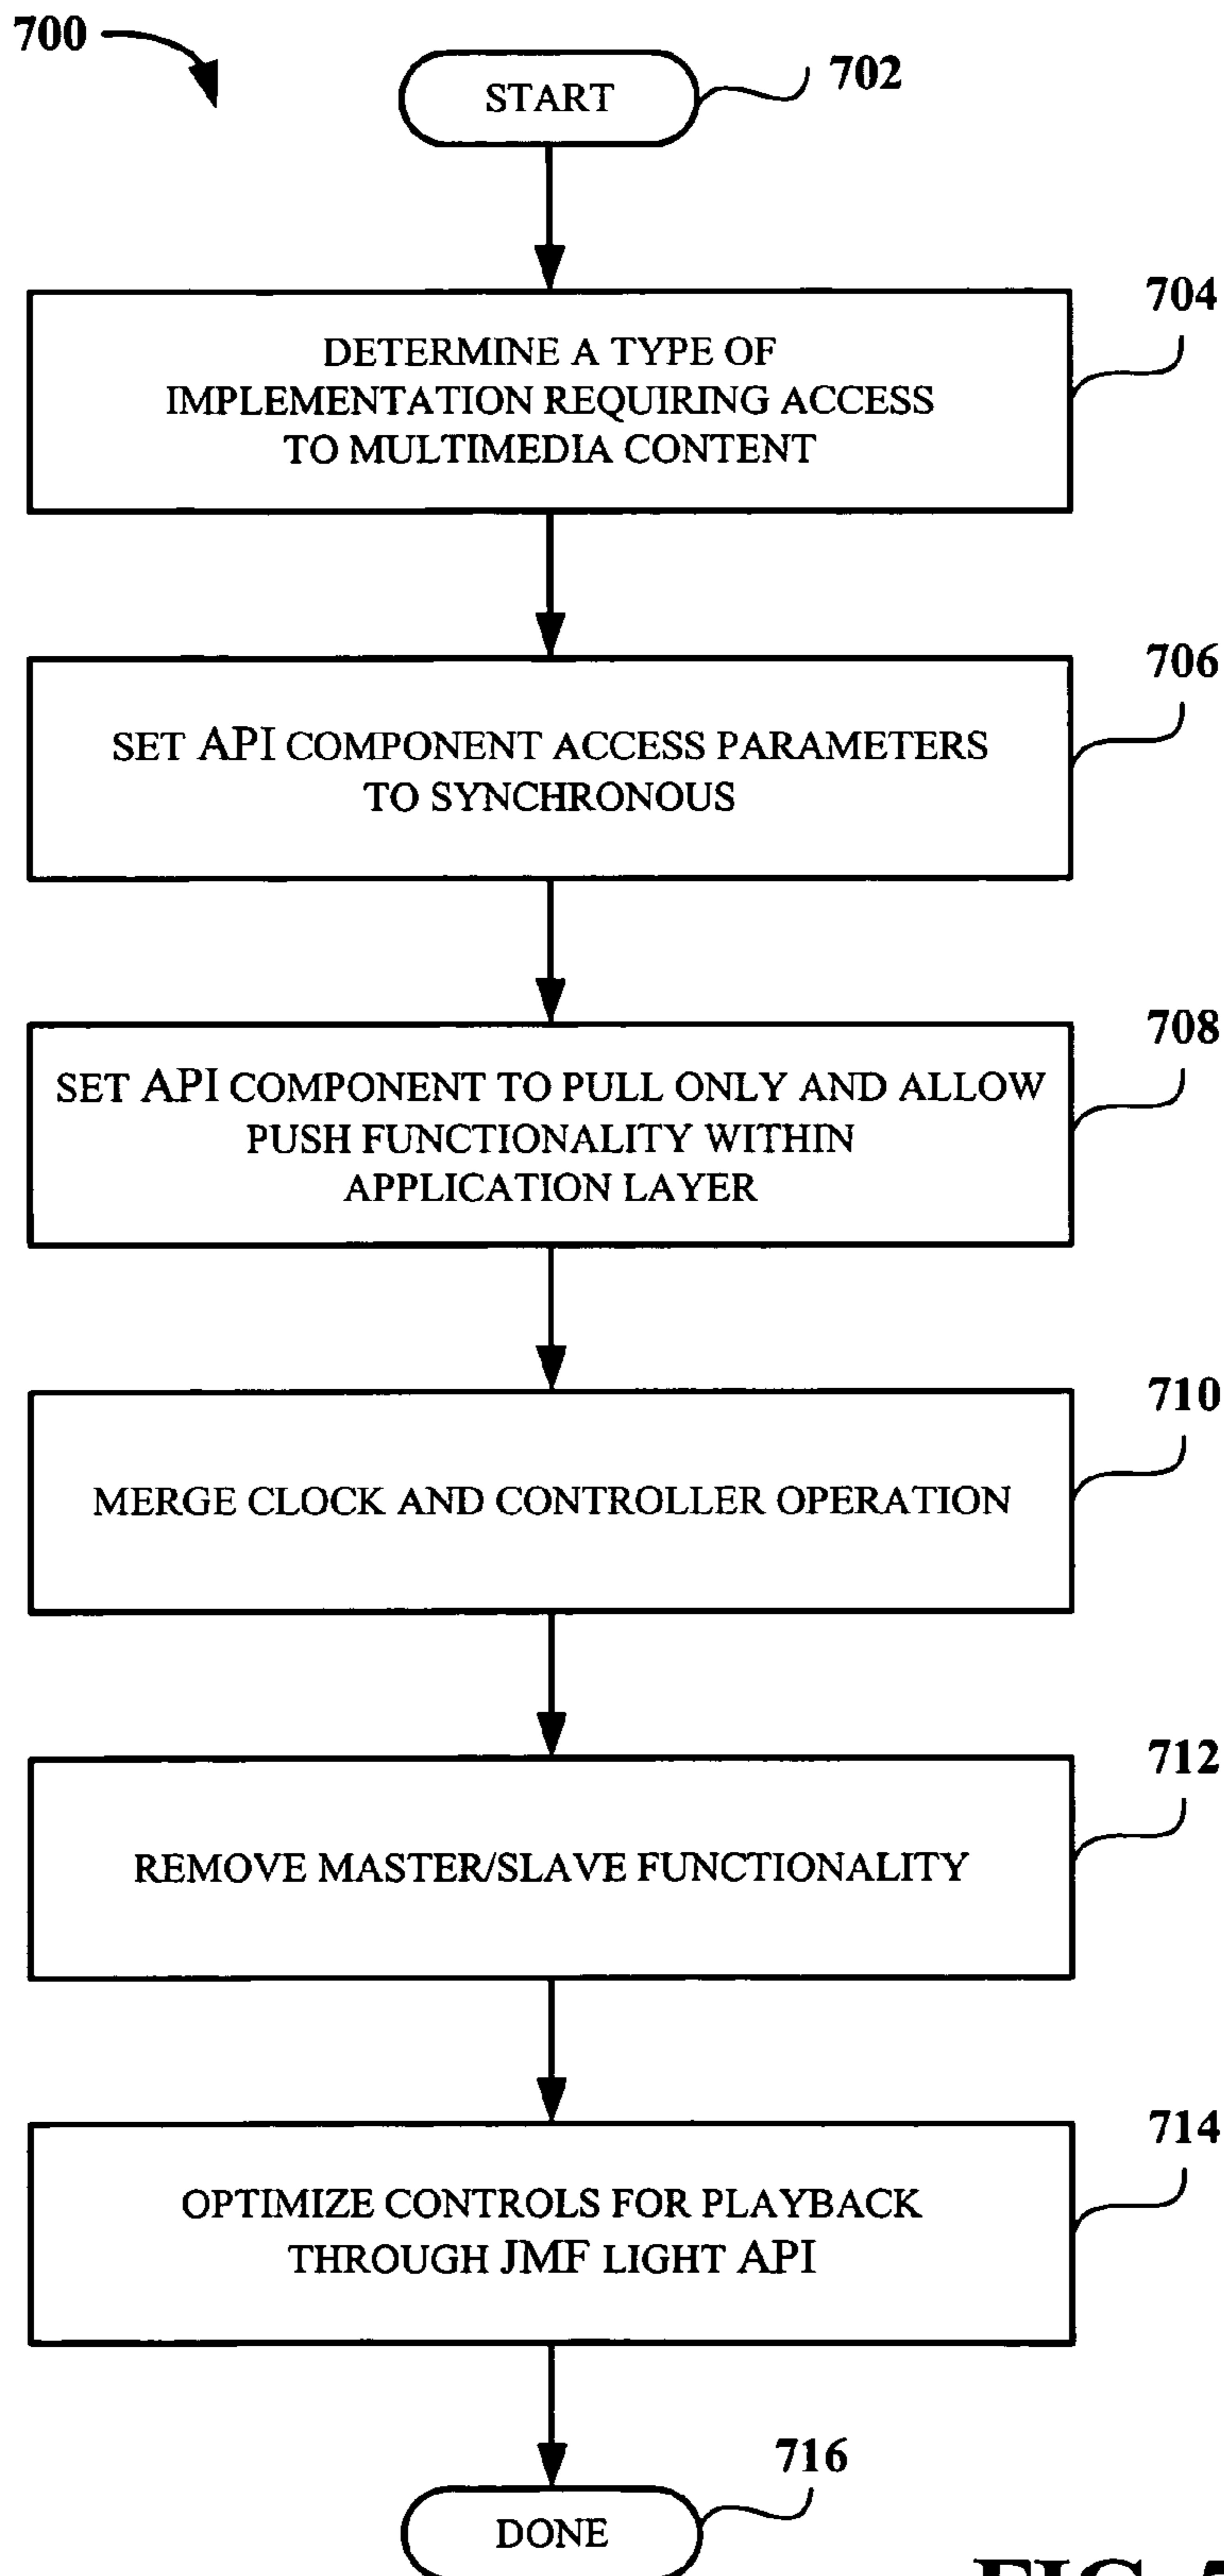 700
START
702
704
DETERMINE A TYPE OF
IMPLEMENTATION REQUIRING ACCESS
TO MULTIMEDIA CONTENT
706
SET API COMPONENT ACCESS PARAMETERS
TO SYNCHRONOUS
708
SET API COMPONENT TO PULL ONLY AND ALLOW
PUSH FUNCTIONALITY WITHIN
APPLICATION LAYER
710
MERGE CLOCK AND CONTROLLER OPERATION
712
REMOVE MASTER/SLAVE FUNCTIONALITY
714
OPTIMIZE CONTROLS FOR PLAYBACK
THROUGH JMF LIGHT API
716
DONE